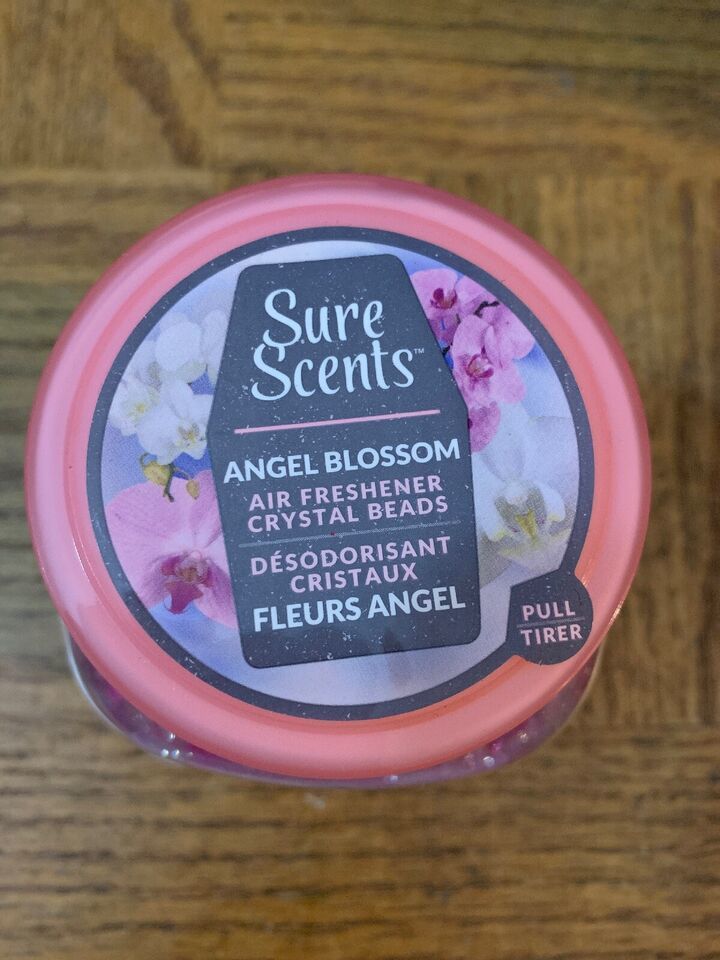 Sure
Scents™
ANGEL BLOSSOM
AIR FRESHENER
CRYSTAL BEADS
DÉSODORISANT
CRISTAUX
FLEURS ANGEL
PULL
TIRER